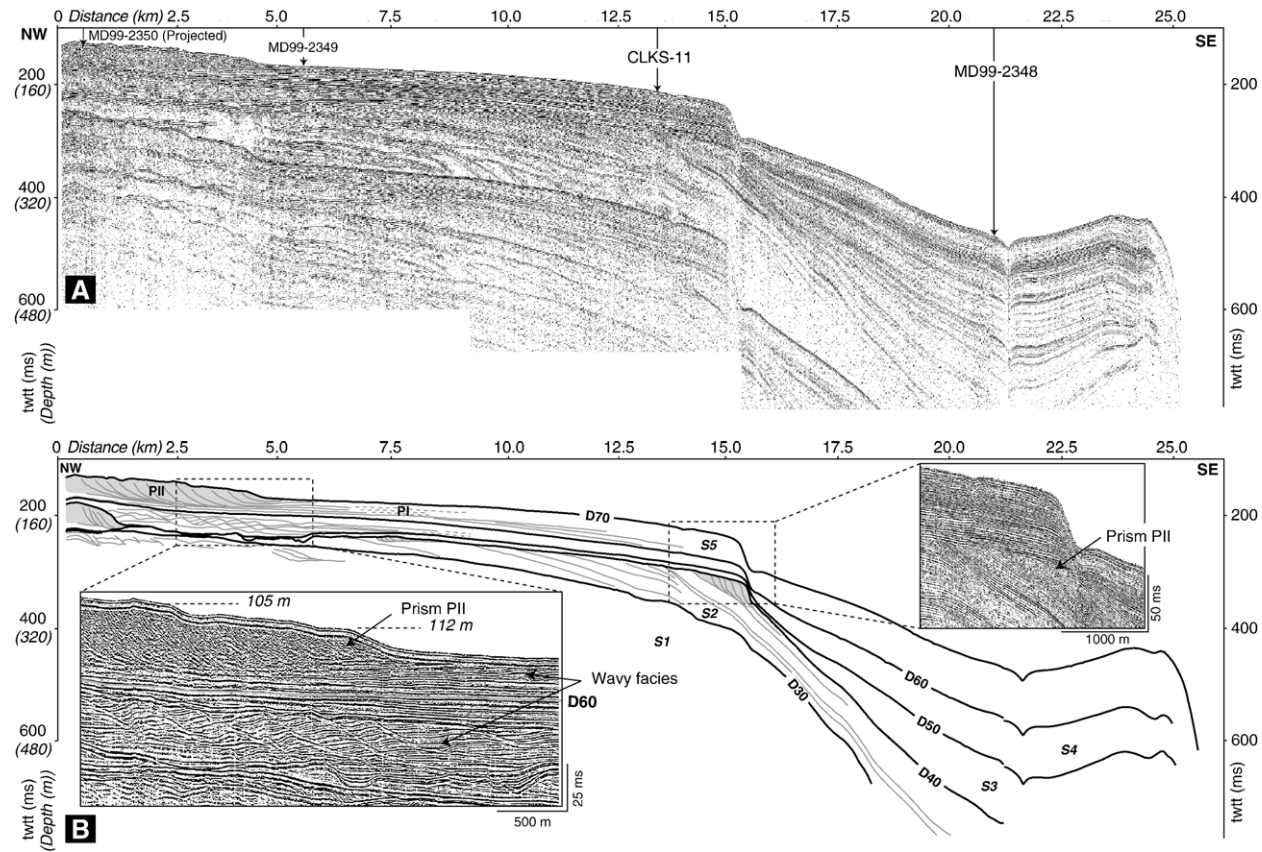 0 Distance (km) 2.5 5.0 7.5 10.0 12.5 15.0 17.5 20.0 22.5 25.0
NW MD99-2350 (Projected) SE
MD99-2349
CLKS-11
MD99-2348
200 200
(160)
400 400
(320)
A
600 600
(480)
twtt (ms)
(Depth (m))
twtt (ms)
0 Distance (km) 2.5 5.0 7.5 10.0 12.5 15.0 17.5 20.0 22.5 25.0
NW SE
PII
PI
D70
200 200
(160)
S5
Prism PII
50 ms
1000 m
105 m
Prism PII
112 m
S2
S1
400 400
(320)
Wavy facies
D60
D30
D60
D50
S4
D40
S3
600 600
(480)
25 ms
500 m
B
twtt (ms)
(Depth (m))
twtt (ms)